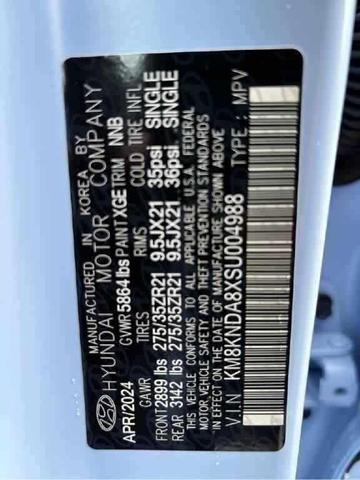 MANUFACTURED IN KOREA BY
HYUNDAI MOTOR COMPANY
APR/2024 GVWR 5864 lbs PAINT XGE TRIM NNB
GAWR TIRES RIMS COLD TIRE INFL
FRONT 2899 lbs 275/35ZR21 9.5JX21 35psi SINGLE
REAR 3142 lbs 275/35ZR21 9.5JX21 36psi SINGLE
THIS VEHICLE CONFORMS TO ALL APPLICABLE U.S.A. FEDERAL
MOTOR VEHICLE SAFETY, BUMPER, AND THEFT PREVENTION STANDARDS
IN EFFECT ON THE DATE OF MANUFACTURE SHOWN ABOVE
V.I.N : KM8KNDA8XSU004988 TYPE : MPV